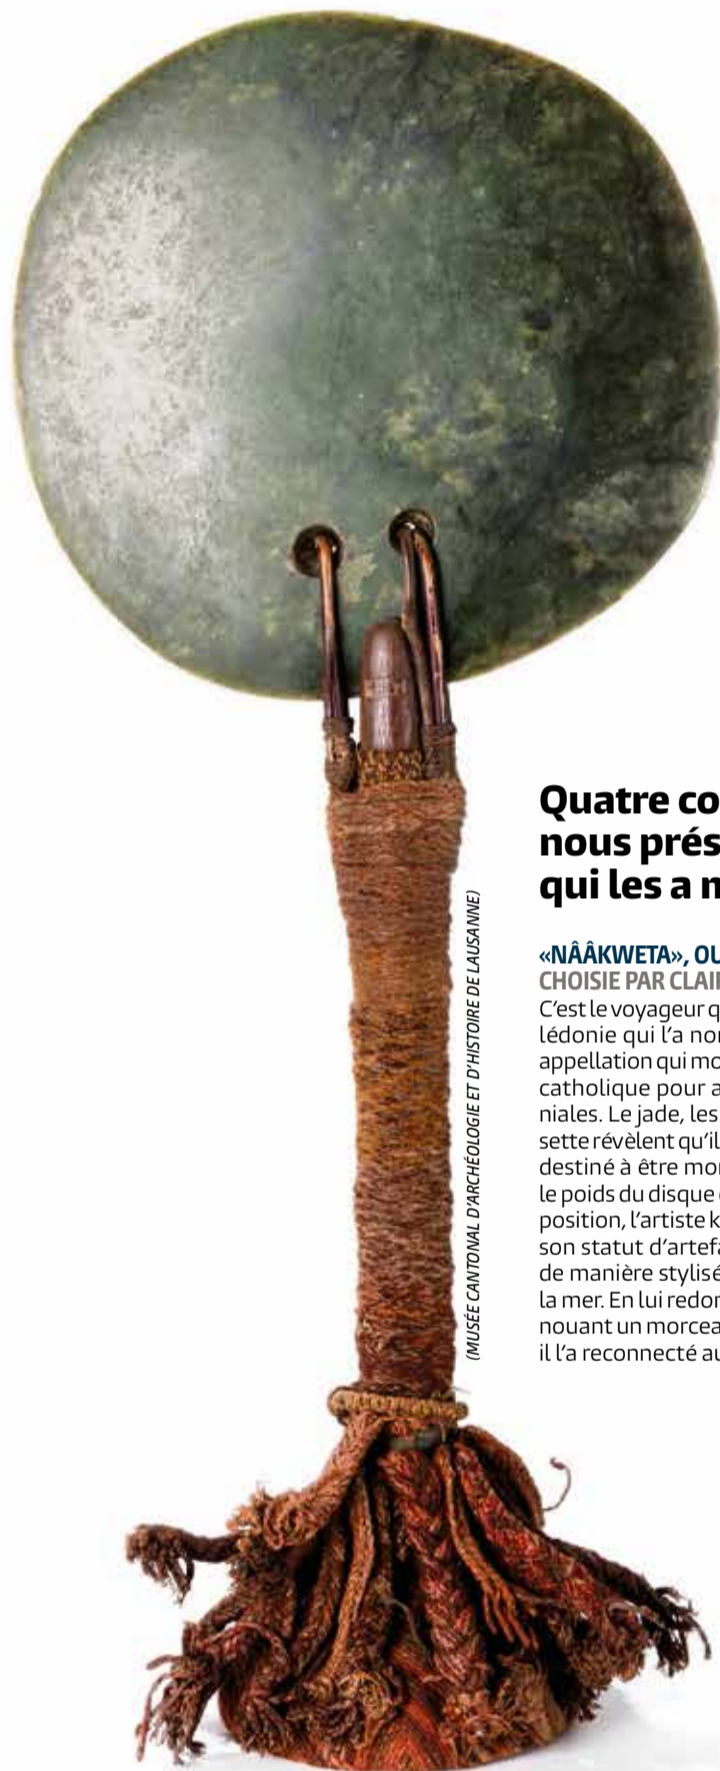 Quatre co
nous prés
qui les a
«NÂÂKWETA», OU
CHOISIE PAR CLAI
C'est le voyageur
lédonie qui l'a no
appellation qui mo
catholique pour a
niales. Le jade, les
sette révèlent qu'il
destiné à être mo
le poids du disque
position, l'artiste k
son statut d'artefa
de manière stylisé
la mer. En lui redo
nouant un morcea
il l'a reconnecté au
(MUSÉE CANTONAL D'ARCHÉOLOGIE ET D'HISTOIRE DE LAUSANNE)